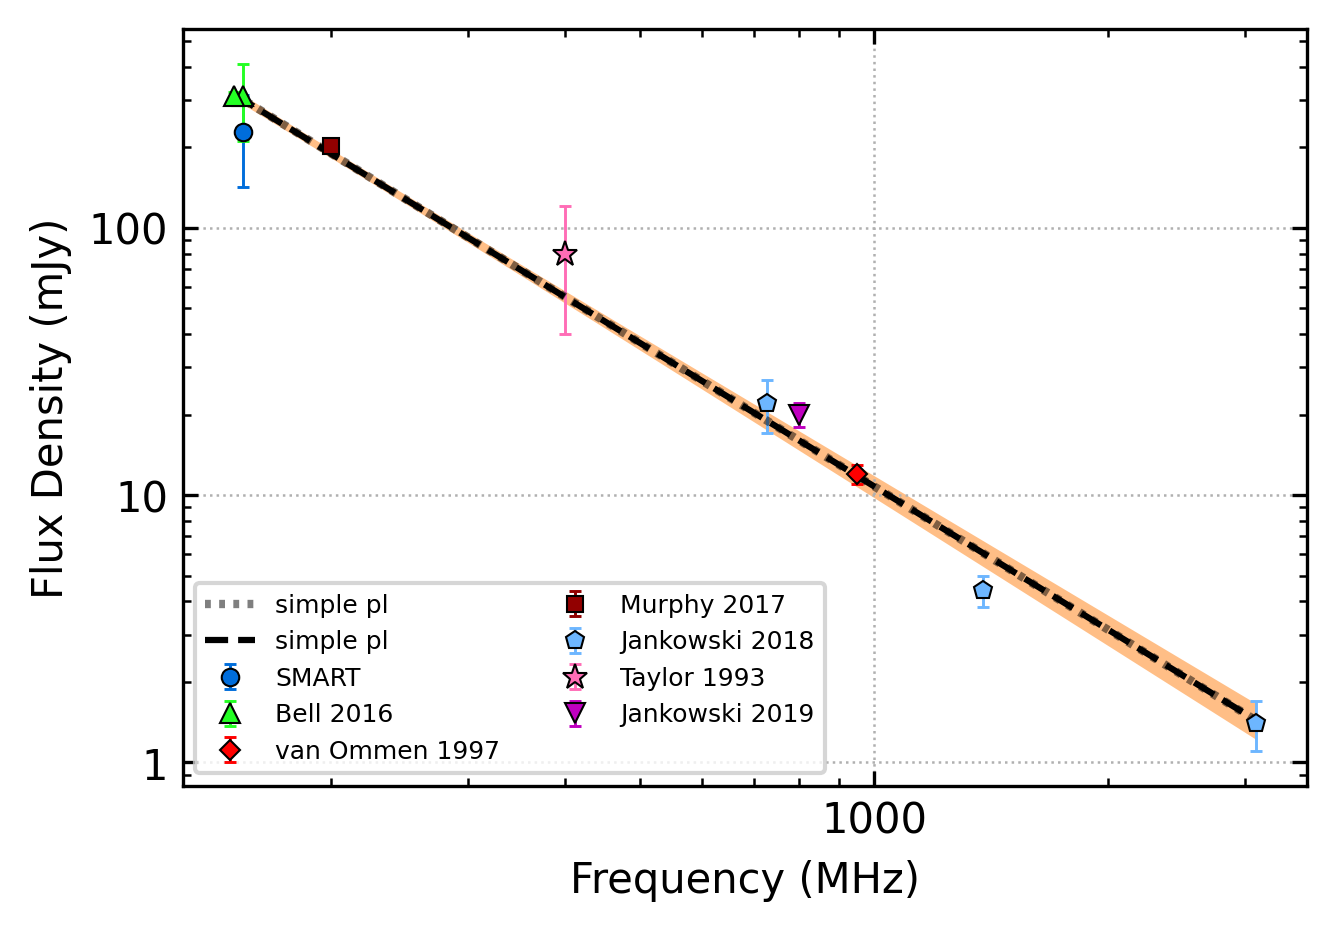 100
10
1
Flux Density (mJy)
simple pl
simple pl
SMART
Bell 2016
van Ommen 1997
Murphy 2017
Jankowski 2018
Taylor 1993
Jankowski 2019
1000
Frequency (MHz)